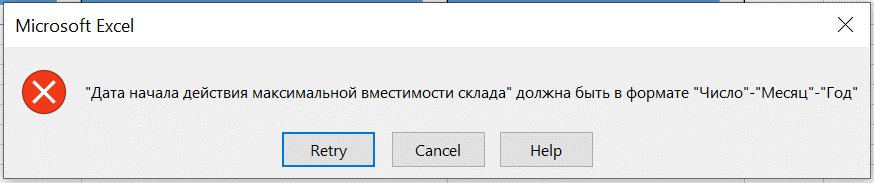 Microsoft Excel
"Дата начала действия максимальной вместимости склада" должна быть в формате "Число"-"Месяц"-"Год"
Retry Cancel Help